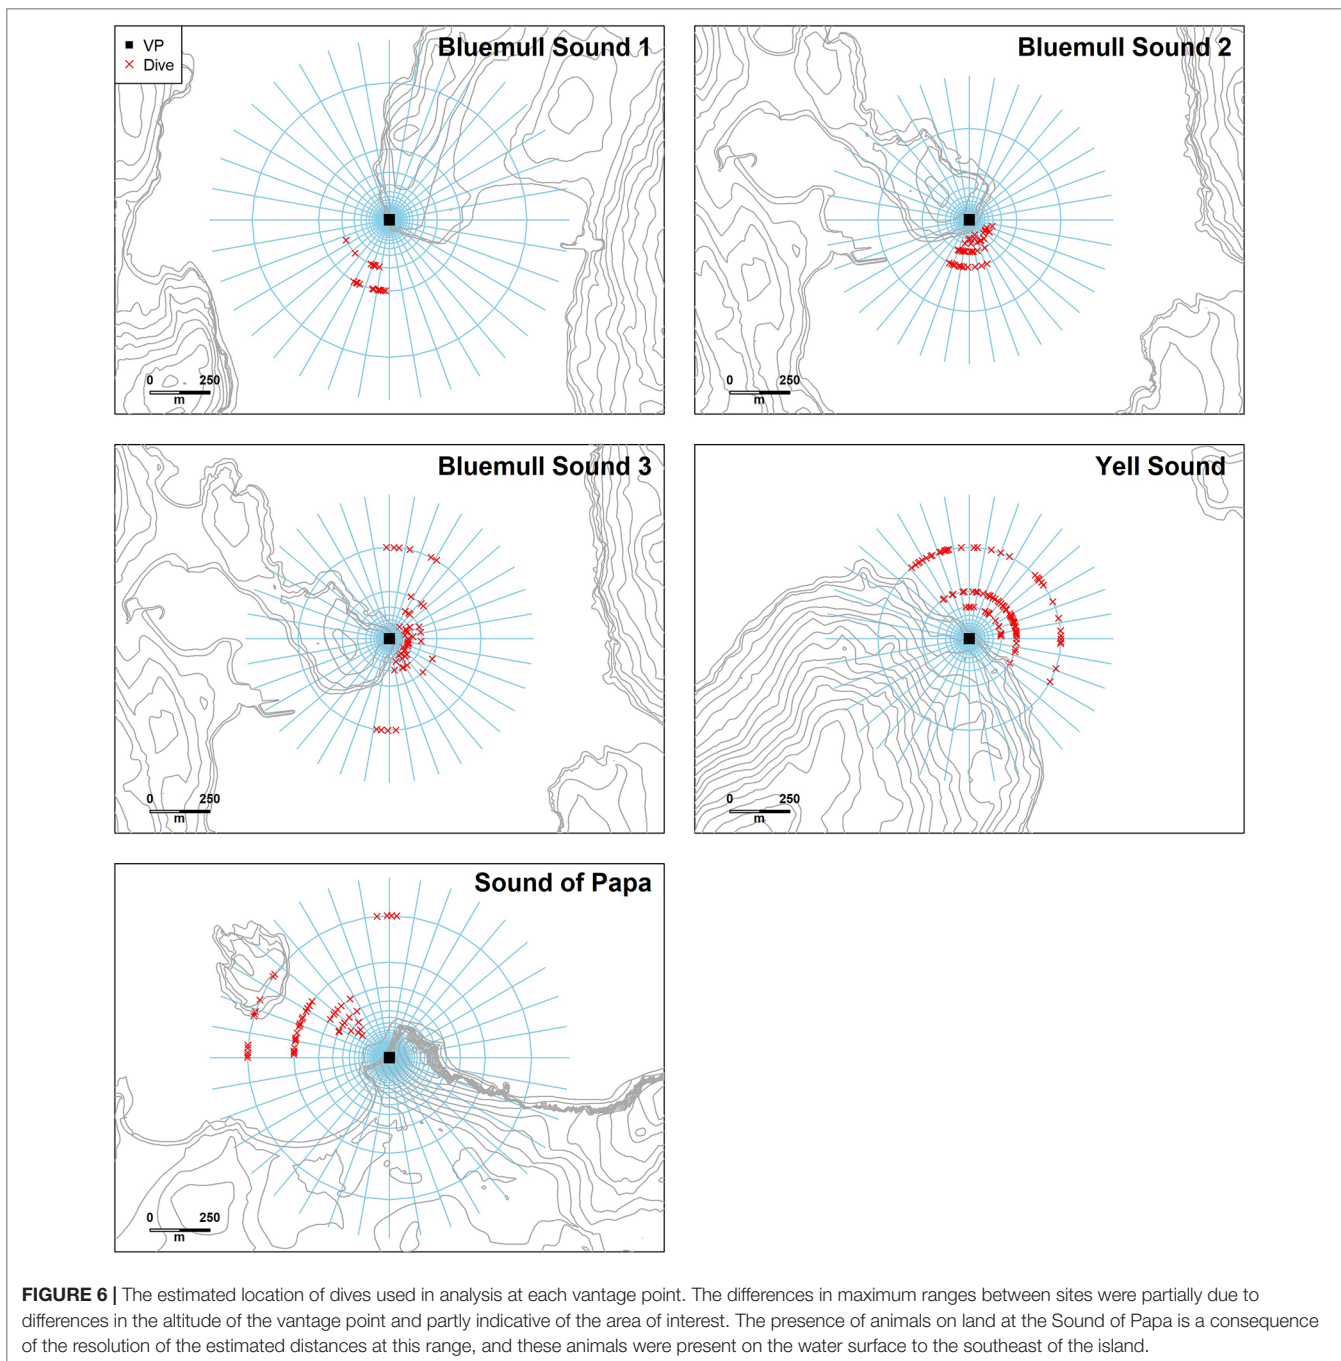 VP
Dive
Bluemull Sound 1
0 250
m
Bluemull Sound 2
0 250
m
Bluemull Sound 3
0 250
m
Yell Sound
0 250
m
Sound of Papa
0 250
m
FIGURE 6 | The estimated location of dives used in analysis at each vantage point. The differences in maximum ranges between sites were partially due to
differences in the altitude of the vantage point and partly indicative of the area of interest. The presence of animals on land at the Sound of Papa is a consequence
of the resolution of the estimated distances at this range, and these animals were present on the water surface to the southeast of the island.